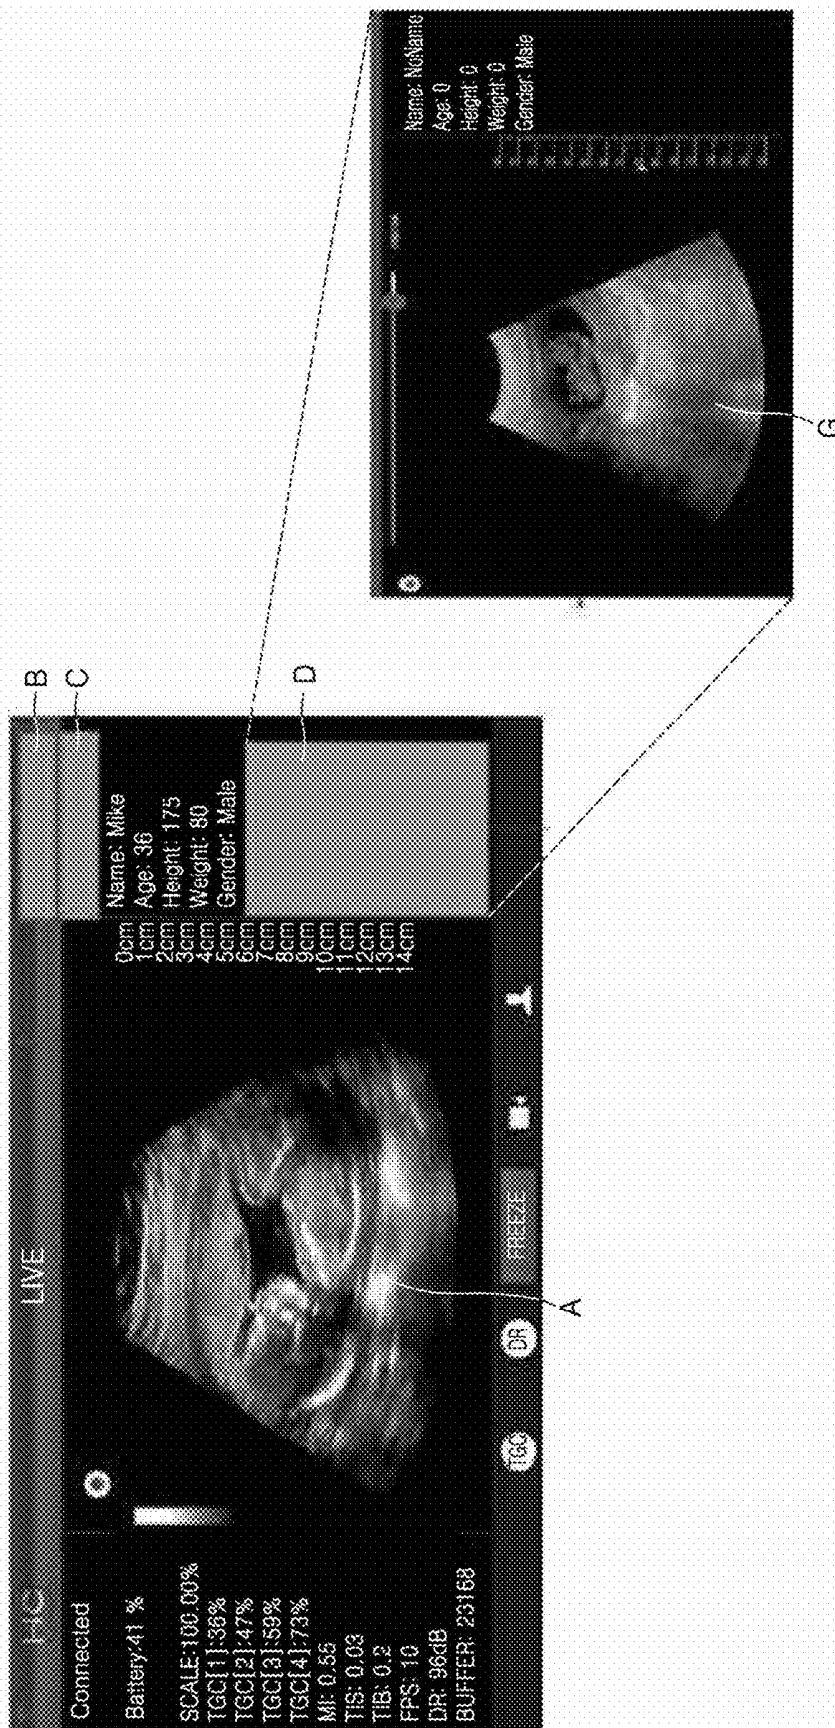 LIVE
B
C
Connected
Battery:41 %
SCALE:100.00%
TGC[1]:36%
TGC[2]:47%
TGC[3]:59%
TGC[4]:73%
MI: 0.55
TIS: 0.03
TIB: 0.2
FPS: 10
DR: 96dB
BUFFER: 23168
0cm
1cm
2cm
3cm
4cm
5cm
6cm
7cm
8cm
9cm
10cm
11cm
12cm
13cm
14cm
Name: Mike
Age: 36
Height: 175
Weight: 80
Gender: Male
D
TGC
DR
FREEZE
A
Name: NoName
Age: 0
Height: 0
Weight: 0
Gender: Male
G